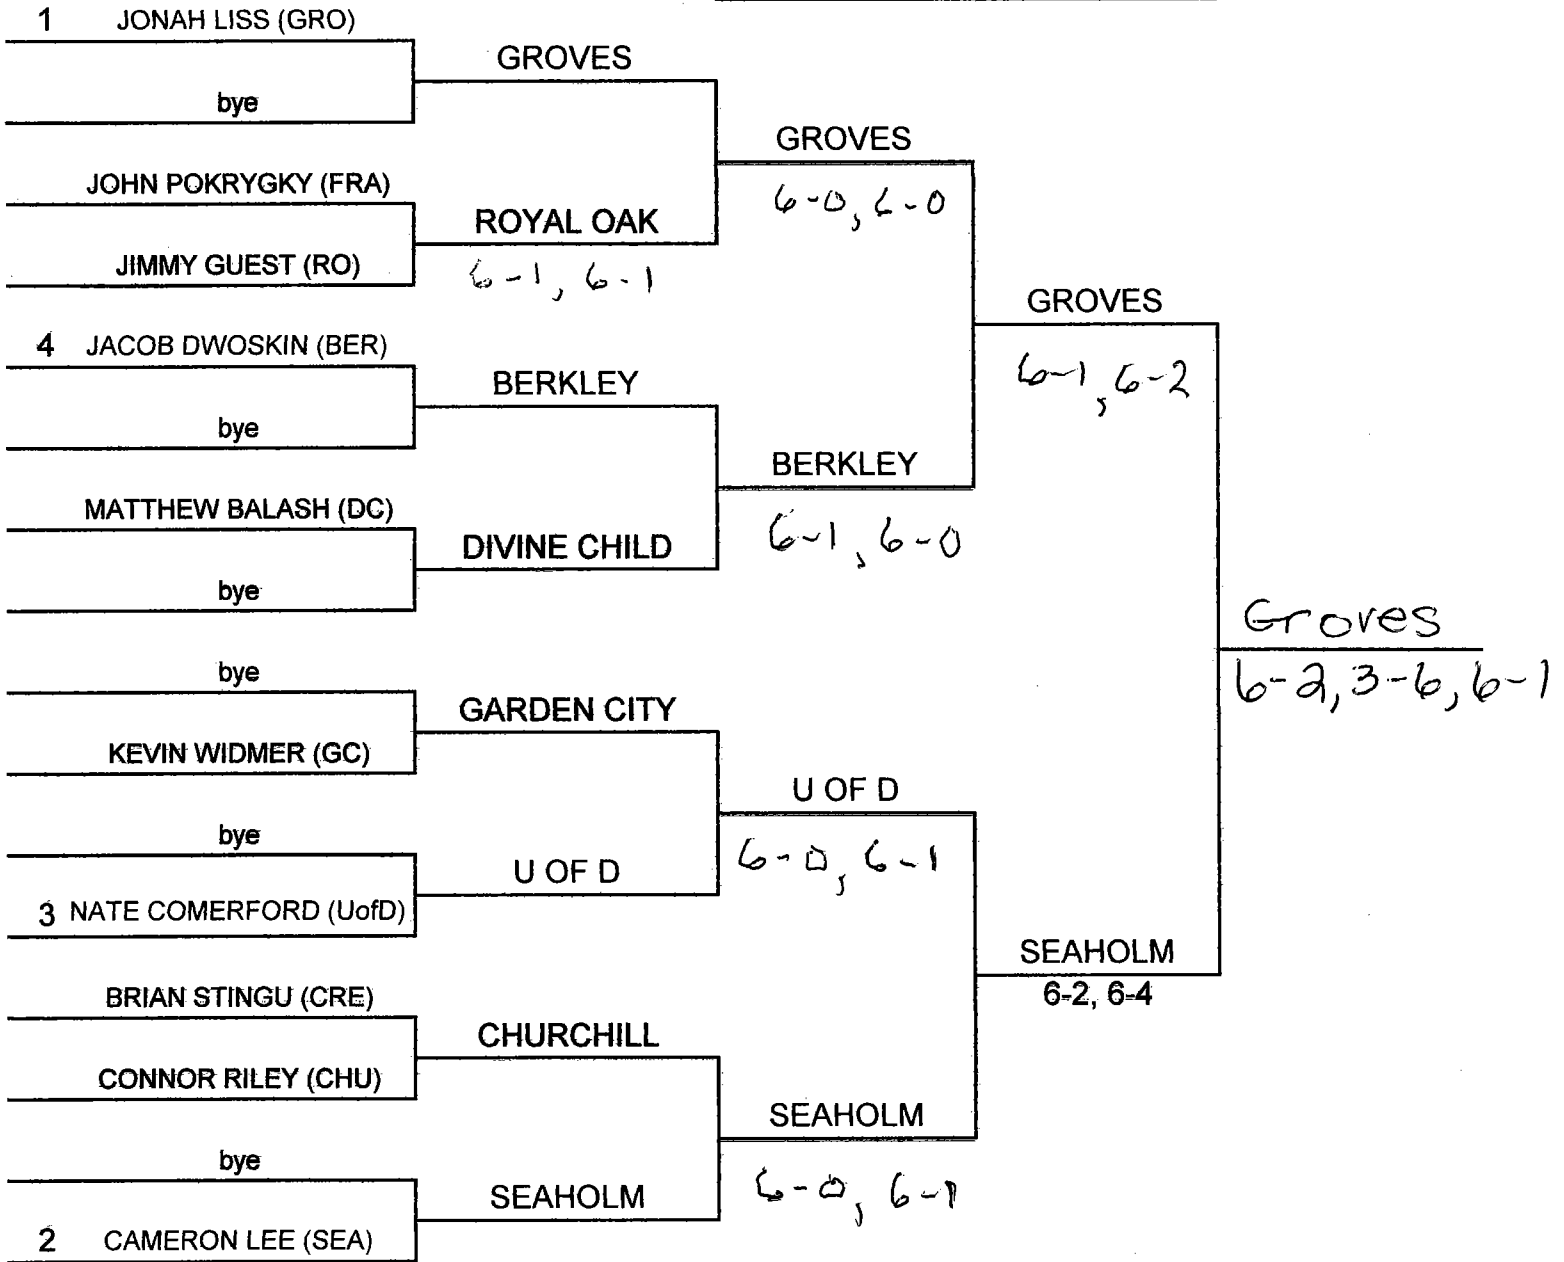 1 JONAH LISS (GRO)
GROVES
bye
GROVES
JOHN POKRYGKY (FRA)
6-0, 6-0
ROYAL OAK
JIMMY GUEST (RO)
6-1, 6-1
GROVES
4 JACOB DWOSKIN (BER)
6-1, 6-2
BERKLEY
bye
BERKLEY
MATTHEW BALASH (DC)
6-1, 6-0
DIVINE CHILD
bye
Groves
6-2, 3-6, 6-1
bye
GARDEN CITY
KEVIN WIDMER (GC)
U OF D
bye
6-0, 6-1
U OF D
3 NATE COMERFORD (UofD)
SEAHOLM
6-2, 6-4
BRIAN STINGU (CRE)
CHURCHILL
CONNOR RILEY (CHU)
SEAHOLM
bye
6-0, 6-1
SEAHOLM
2 CAMERON LEE (SEA)